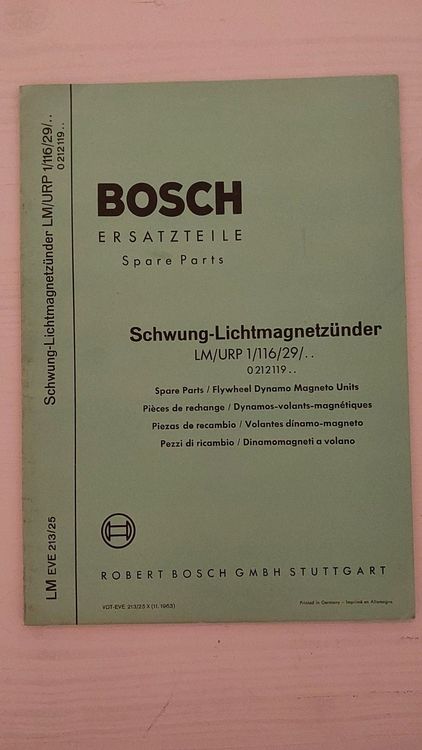 Schwung-Lichtmagnetzünder LM/URP 1/116/29/..
0 212 119 . .
LM EVE 213/25
BOSCH
ERSATZTEILE
Spare Parts
Schwung-Lichtmagnetzünder
LM/URP 1/116/29/. .
0 212 119 . .
Spare Parts / Flywheel Dynamo Magneto Units
Pièces de rechange / Dynamos-volants-magnétiques
Piezas de recambio / Volantes dínamo-magneto
Pezzi di ricambio / Dinamomagneti a volano
ROBERT BOSCH GMBH STUTTGART
VDT-EVE 213/25 X (11. 1963)
Printed in Germany – Imprimé en Allemagne